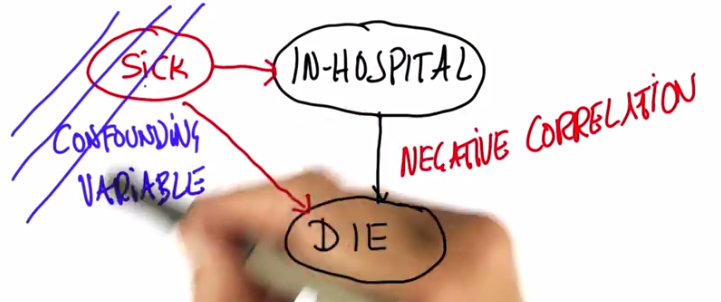 SiCK
IN-HOSPITAL
NEGATIVE CORRELATION
CONFOUNDING
VARiABLE
DIE